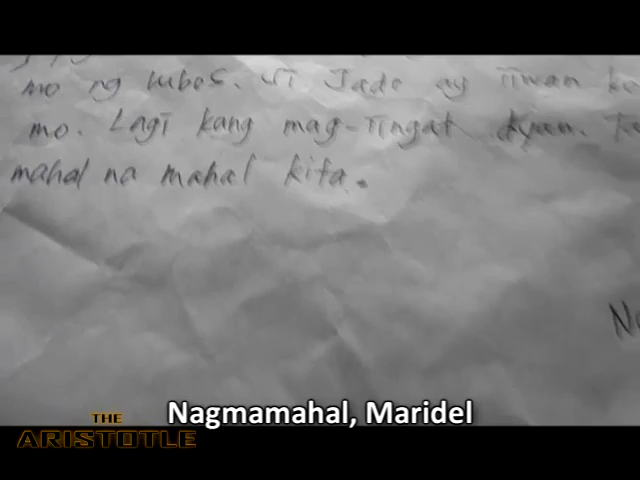 mo ng lubos. Si Jade ay iiwan ko
mo. Lagi kang mag-iingat dyan.
mahal na mahal kita.
Nagmamahal, Maridel
THE
ARISTOTLE